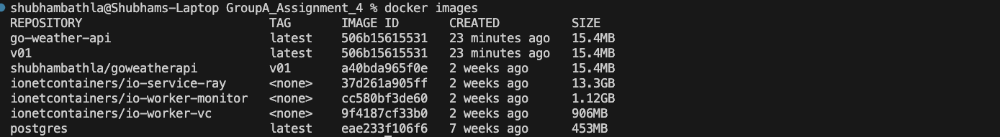 shubhambathla@Shubhams-Laptop GroupA_Assignment_4 % docker images
REPOSITORY TAG IMAGE ID CREATED SIZE
go-weather-api latest 506b15615531 23 minutes ago 15.4MB
v01 latest 506b15615531 23 minutes ago 15.4MB
shubhambathla/goweatherapi v01 a40bda965f0e 2 weeks ago 15.4MB
ionetcontainers/io-service-ray <none> 37d261a905ff 2 weeks ago 13.3GB
ionetcontainers/io-worker-monitor <none> cc580bf3de60 2 weeks ago 1.12GB
ionetcontainers/io-worker-vc <none> 9f4187cf33b0 2 weeks ago 906MB
postgres latest eae233f106f6 7 weeks ago 453MB